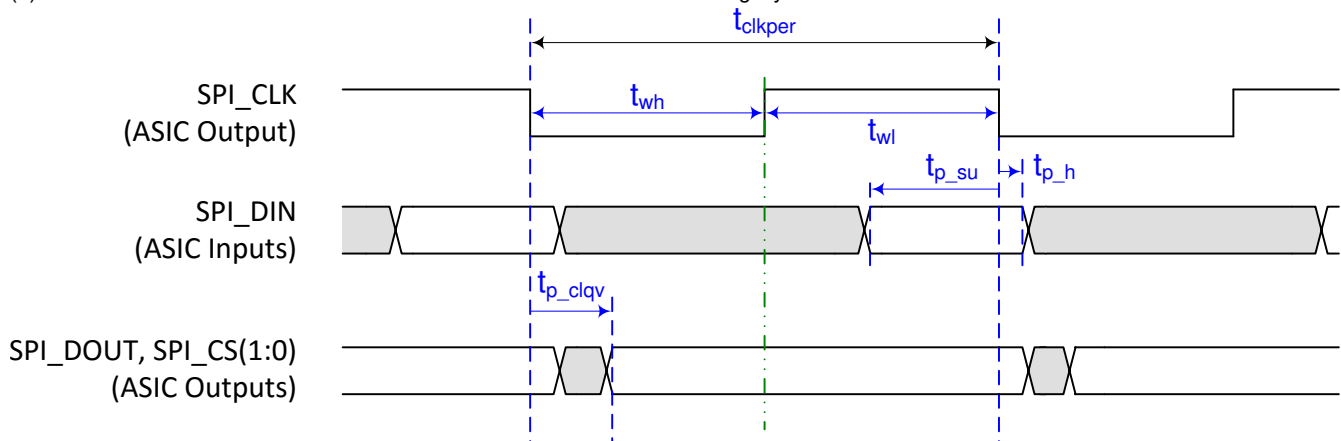 t_clkper
SPI_CLK
(ASIC Output)
t_wh
t_wl
t_p_su
t_p_h
SPI_DIN
(ASIC Inputs)
t_p_clqv
SPI_DOUT, SPI_CS(1:0)
(ASIC Outputs)